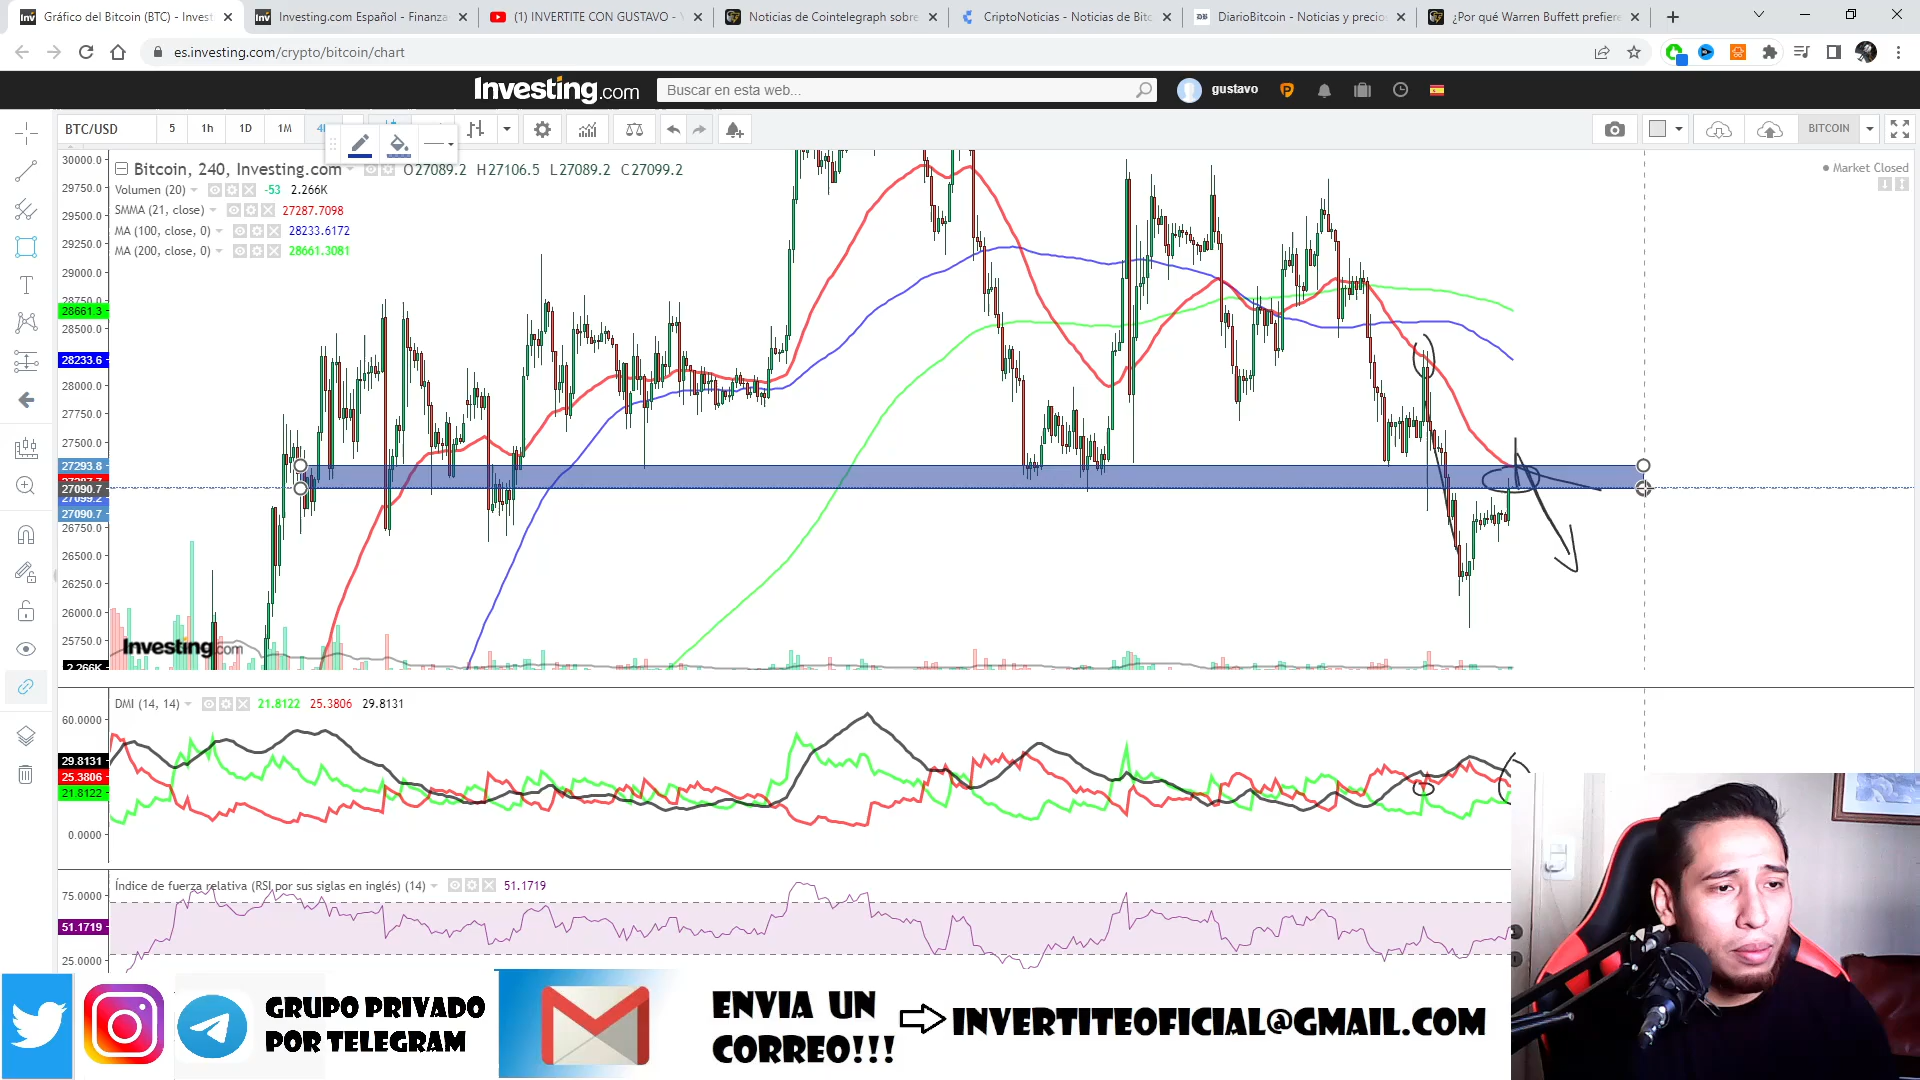 Gráfico del Bitcoin (BTC) - Invest
Investing.com Español - Finanza
(1) INVERTITE CON GUSTAVO - Y
Noticias de Cointelegraph sobre
CriptoNoticias - Noticias de Bitc
DiarioBitcoin - Noticias y precio
¿Por qué Warren Buffett prefiere
es.investing.com/crypto/bitcoin/chart
Investing.com
Buscar en esta web...
gustavo
BTC/USD
5
1h
1D
1M
BITCOIN
Bitcoin, 240, Investing.com
O27089.2 H27106.5 L27089.2 C27099.2
Market Closed
Volumen (20)
-53 2.266K
SMMA (21, close)
27287.7098
MA (100, close, 0)
28233.6172
MA (200, close, 0)
28661.3081
30000.0
29750.0
29500.0
29250.0
29000.0
28750.0
28661.3
28500.0
28233.6
28000.0
27750.0
27500.0
27293.8
27090.7
27099.2
27090.7
26750.0
26500.0
26250.0
26000.0
25750.0
2.266K
Investing.com
DMI (14, 14)
21.8122 25.3806 29.8131
60.0000
29.8131
25.3806
21.8122
0.0000
Índice de fuerza relativa (RSI por sus siglas en inglés) (14)
51.1719
75.0000
51.1719
25.0000
GRUPO PRIVADO
POR TELEGRAM
ENVIA UN
CORREO!!!
INVERTITEOFICIAL@GMAIL.COM